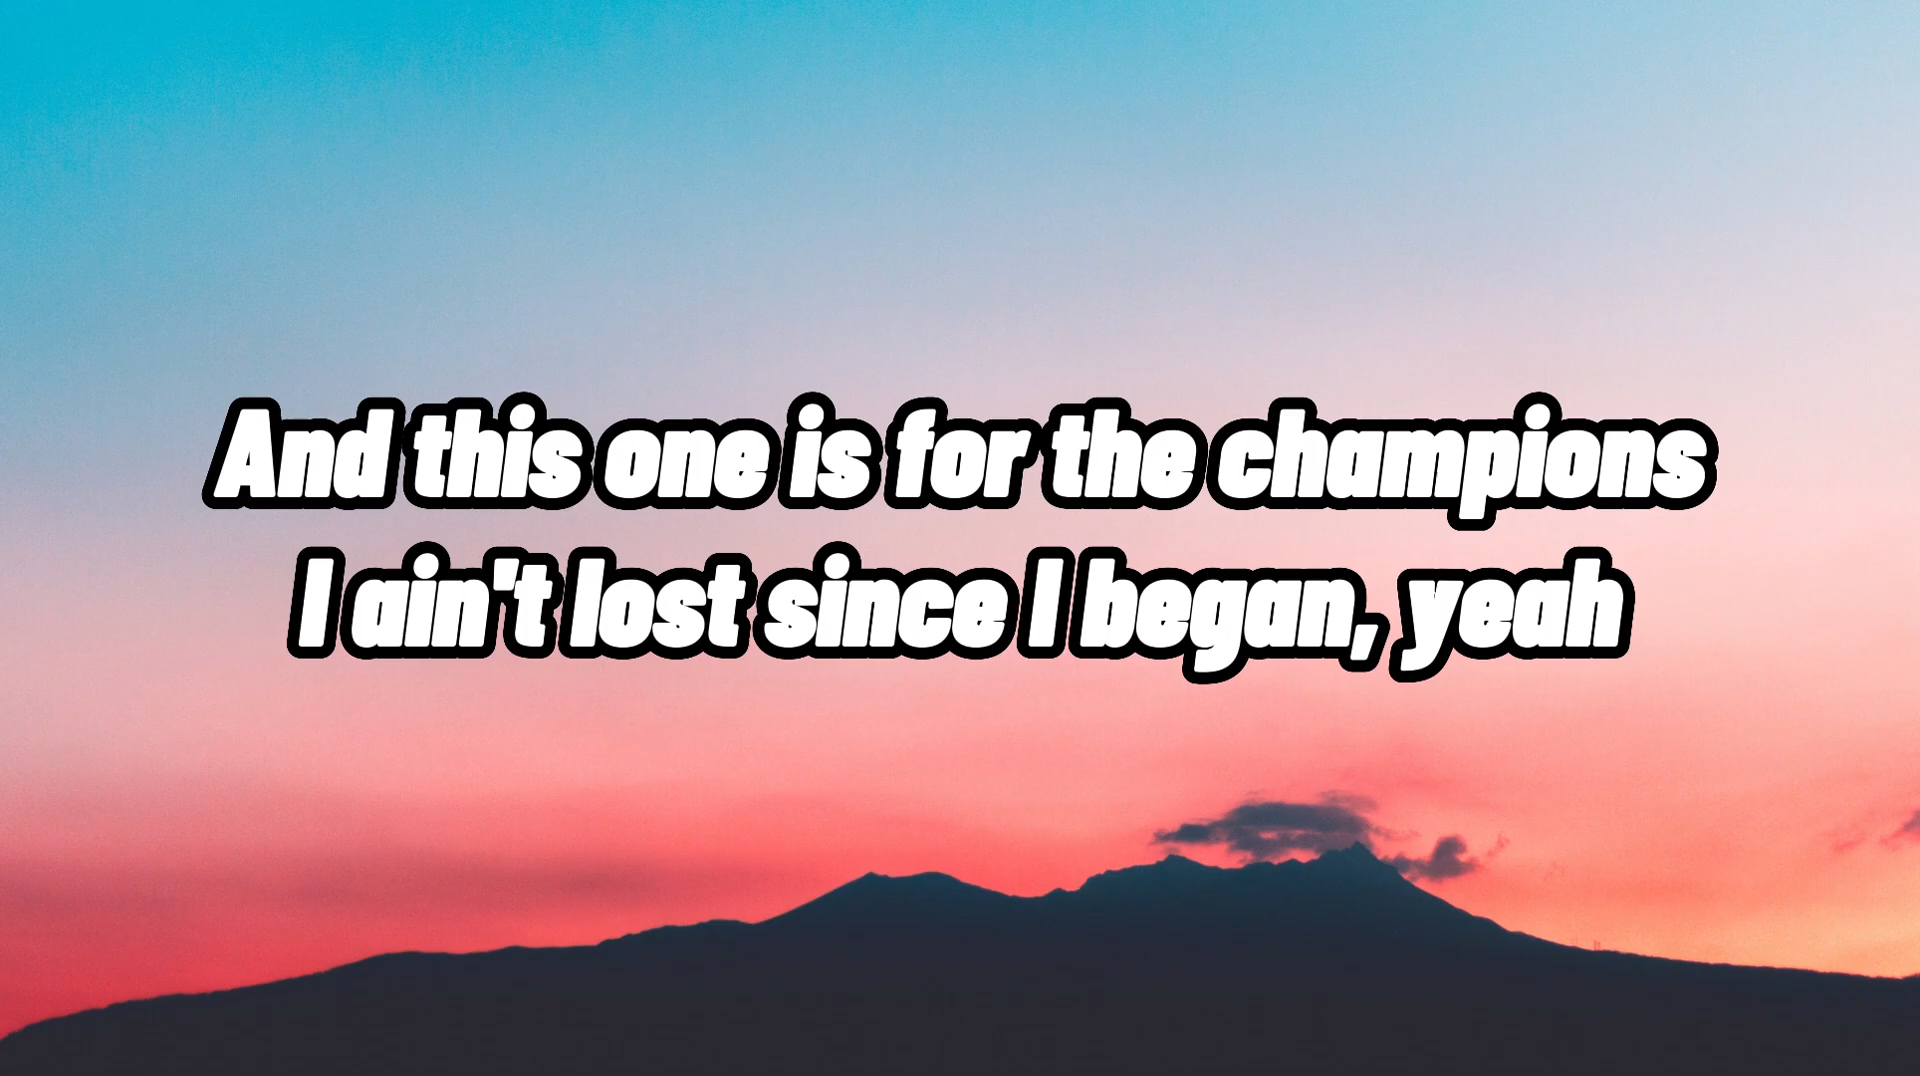 And this one is for the champions
I ain't lost since I began, yeah